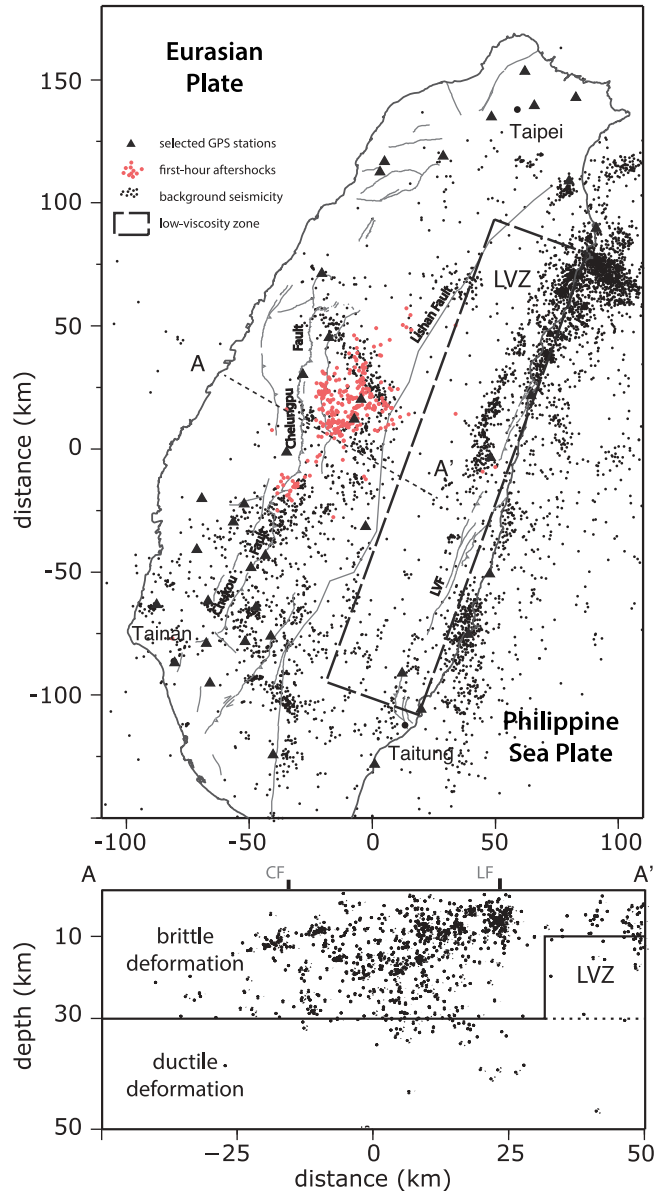 Eurasian
Plate
selected GPS stations
first-hour aftershocks
background seismicity
low-viscosity zone
Taipei
LVZ
Lishan Fault
A
Fault
Chelungpu
A
Chukou Fault
LVF
Tainan
Taitung
Philippine
Sea Plate
distance (km)
150
100
50
0
-50
-100
-100
-50
0
50
100
A
CF
LF
A'
brittle
deformation
LVZ
ductile
deformation
depth (km)
10
30
50
−25
0
25
50
distance (km)